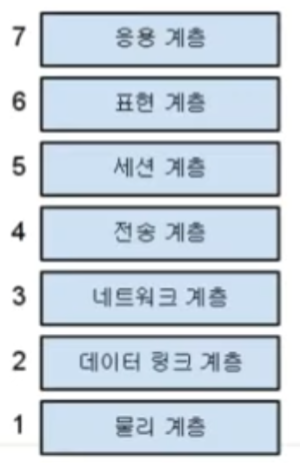 7 응용 계층
6 표현 계층
5 세션 계층
4 전송 계층
3 네트워크 계층
2 데이터 링크 계층
1 물리 계층